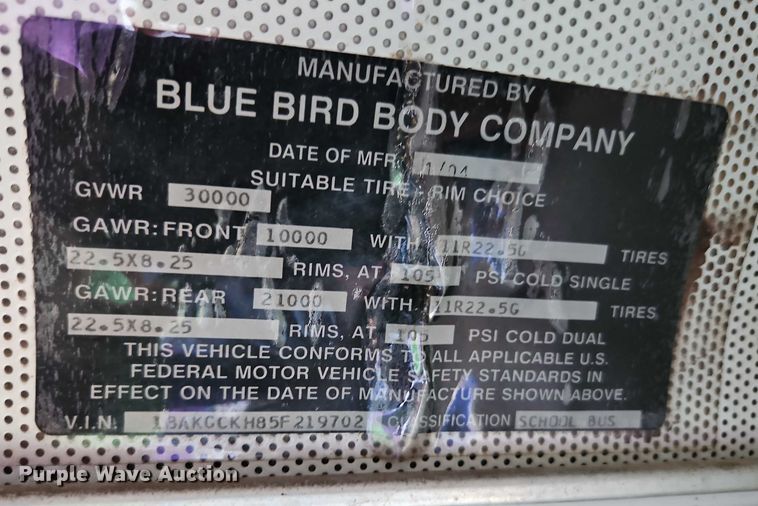 MANUFACTURED BY
BLUE BIRD BODY COMPANY
DATE OF MFR. 1/04
SUITABLE TIRE - RIM CHOICE
GVWR 30000
GAWR: FRONT 10000 WITH 11R22.5G TIRES
22.5X8.25 RIMS, AT 105 PSI COLD SINGLE
GAWR: REAR 21000 WITH 11R22.5G TIRES
22.5X8.25 RIMS, AT 105 PSI COLD DUAL
THIS VEHICLE CONFORMS TO ALL APPLICABLE U.S.
FEDERAL MOTOR VEHICLE SAFETY STANDARDS IN
EFFECT ON THE DATE OF MANUFACTURE SHOWN ABOVE.
V.I.N. 1BAKGCKH85F219702 CLASSIFICATION SCHOOL BUS
Purple Wave Auction